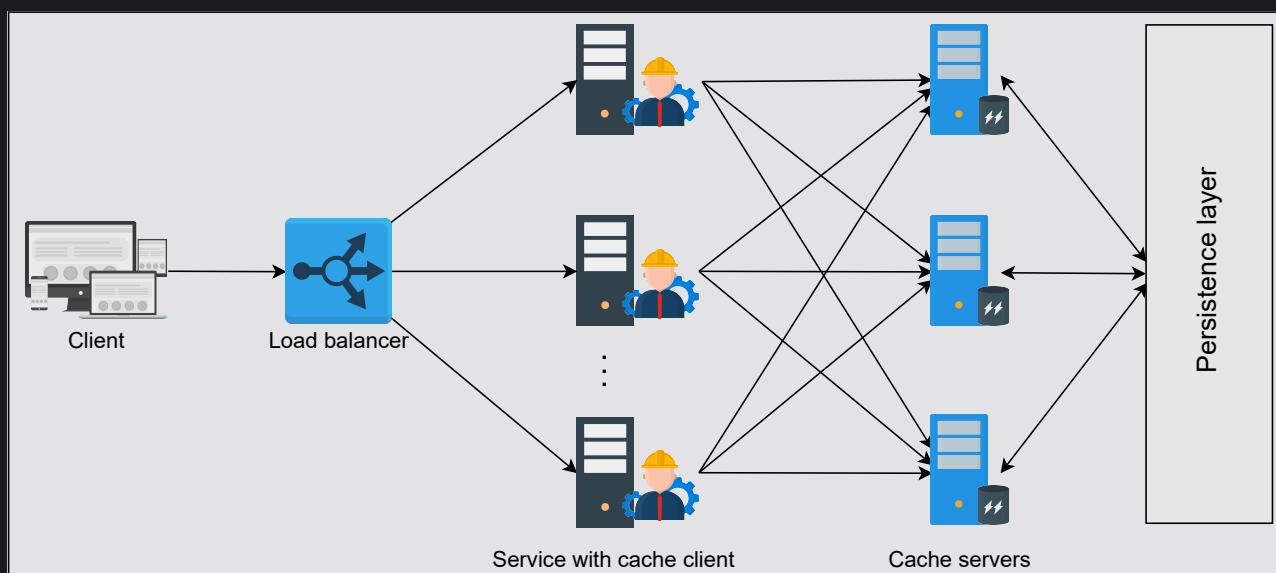 Client
Load balancer
Service with cache client
Cache servers
Persistence layer